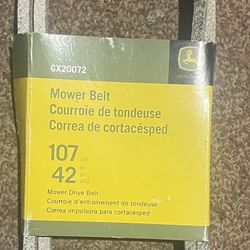 GX20072
Mower Belt
Courroie de tondeuse
Correa de cortacésped
107 cm
42
Mower Drive Belt
Courroie d'entraînement de tondeuse
Correa impulsora para cortacésped